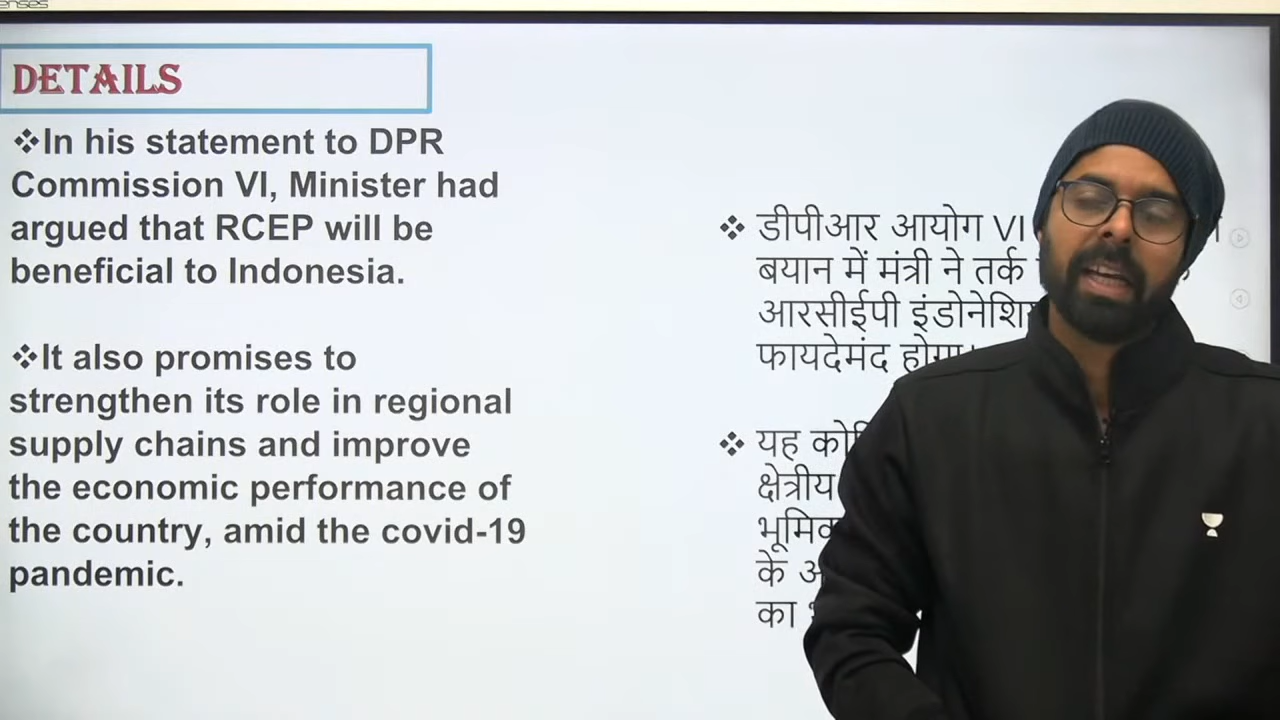 enses
DETAILS
❖In his statement to DPR
Commission VI, Minister had
argued that RCEP will be
beneficial to Indonesia.
❖It also promises to
strengthen its role in regional
supply chains and improve
the economic performance of
the country, amid the covid-19
pandemic.
❖ डीपीआर आयोग VI
बयान में मंत्री ने तर्क
आरसीईपी
फायदेमंद
❖ यह
क्षेत्रीय
के
का